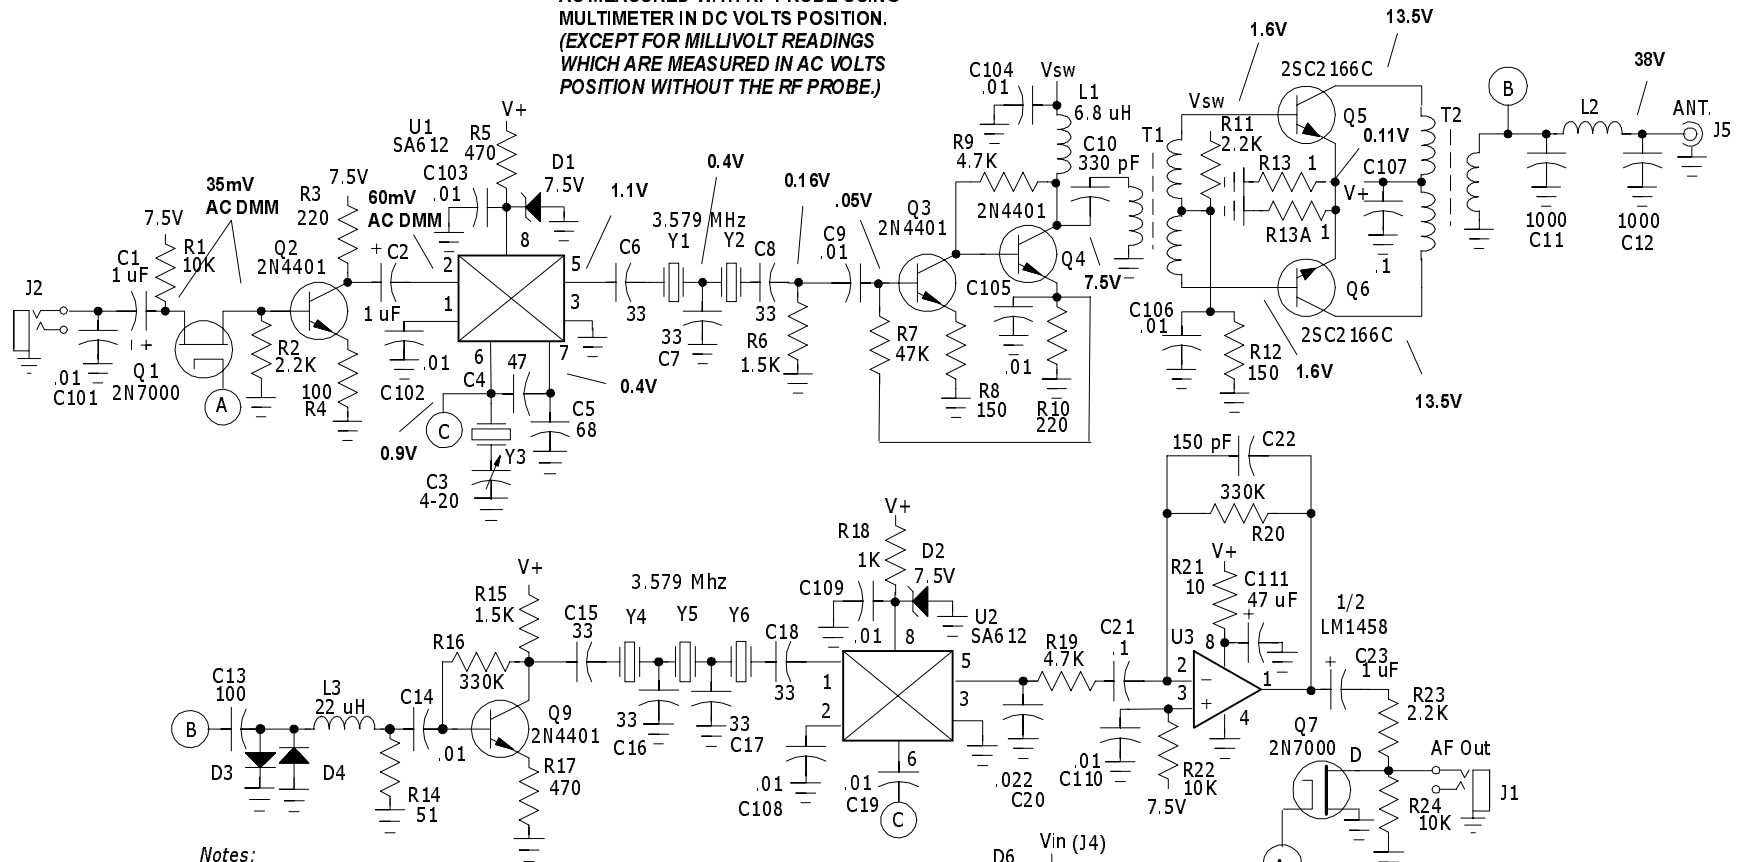 MULTIMETER IN DC VOLTS POSITION.
(EXCEPT FOR MILLIVOLT READINGS
WHICH ARE MEASURED IN AC VOLTS
POSITION WITHOUT THE RF PROBE.)
J2
C1
1 uF
+
.01
C101
7.5V
R1
10K
35mV
AC DMM
Q1
2N7000
A
R2
2.2K
Q2
2N4401
7.5V
R3
220
100
R4
60mV
AC DMM
+
C2
1 uF
C102
.01
U1
SA612
C103
.01
V+
R5
470
D1
7.5V
8
2
1
5
3
6
7
1.1V
47
C4
C
0.9V
C5
68
0.4V
Y3
C3
4-20
C6
33
3.579 MHz
Y1
Y2
0.4V
33
C7
C8
33
0.16V
R6
1.5K
C9
.01
.05V
R7
47K
Q3
2N4401
R8
150
R9
4.7K
2N4401
Q4
C104
.01
Vsw
L1
6.8 uH
C10
330 pF
C105
.01
R10
220
7.5V
T1
Vsw
R11
2.2K
1.6V
13.5V
2SC2166C
Q5
R13 1
0.11V
V+
R13A 1
C107
.1
Q6
2SC2166C
1.6V
13.5V
C106
.01
R12
150
T2
B
L2
38V
ANT.
J5
1000
C11
1000
C12
B
C13
100
D3
D4
L3
22 uH
R14
51
C14
.01
R16
330K
V+
R15
1.5K
Q9
2N4401
R17
470
C15
33
3.579 Mhz
Y4
Y5
Y6
33
C16
33
C17
C18
33
V+
R18
1K
D2
7.5V
C109
.01
8
U2
SA612
1
2
5
3
6
.01
C108
.01
C19
C
.022
C20
R19
4.7K
C21
.1
150 pF
C22
330K
R20
V+
R21
10
C111
47 uF
+
1/2
LM1458
U3
8
2
3
1
4
−
+
.01
C110
R22
10K
7.5V
+
C23
1 uF
R23
2.2K
Q7
2N7000
D
AF Out
J1
R24
10K
Notes:
D6
Vin (J4)